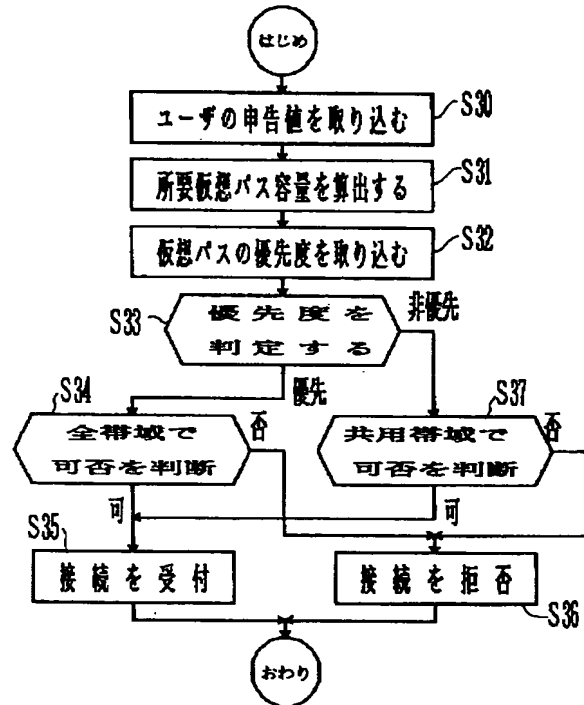 はじめ
ユーザの申告値を取り込む
S30
所要仮想パス容量を算出する
S31
仮想パスの優先度を取り込む
S32
S33
優先度を
判定する
非優先
優先
S34
全帯域で
可否を判断
否
S37
共用帯域で
可否を判断
否
可
可
S35
接続を受付
接続を拒否
S36
おわり